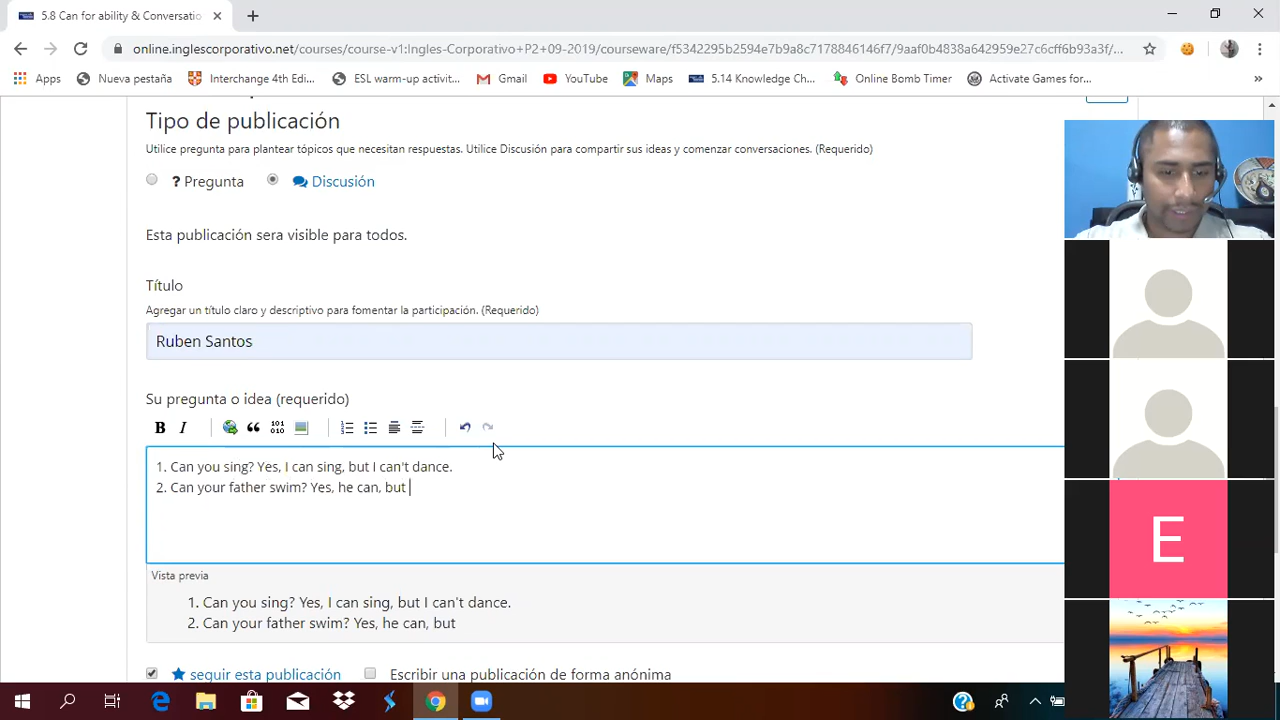 5.8 Can for ability & Conversatio
online.inglescorporativo.net/courses/course-v1:Ingles-Corporativo+P2+09-2019/courseware/f5342295b2594e7b9a8c7178846146f7/9aaf0b4838a642959e27c6cff6b93a3f/...
Apps Nueva pestaña Interchange 4th Edi... ESL warm-up activit... Gmail YouTube Maps 5.14 Knowledge Ch... Online Bomb Timer Activate Games for... »
Tipo de publicación
Utilice pregunta para plantear tópicos que necesitan respuestas. Utilice Discusión para compartir sus ideas y comenzar conversaciones. (Requerido)
? Pregunta Discusión
Esta publicación sera visible para todos.
Título
Agregar un título claro y descriptivo para fomentar la participación. (Requerido)
Ruben Santos
Su pregunta o idea (requerido)
B I
1. Can you sing? Yes, I can sing, but I can't dance.
2. Can your father swim? Yes, he can, but
Vista previa
1. Can you sing? Yes, I can sing, but I can't dance.
2. Can your father swim? Yes, he can, but
seguir esta publicación Escribir una publicación de forma anónima
E